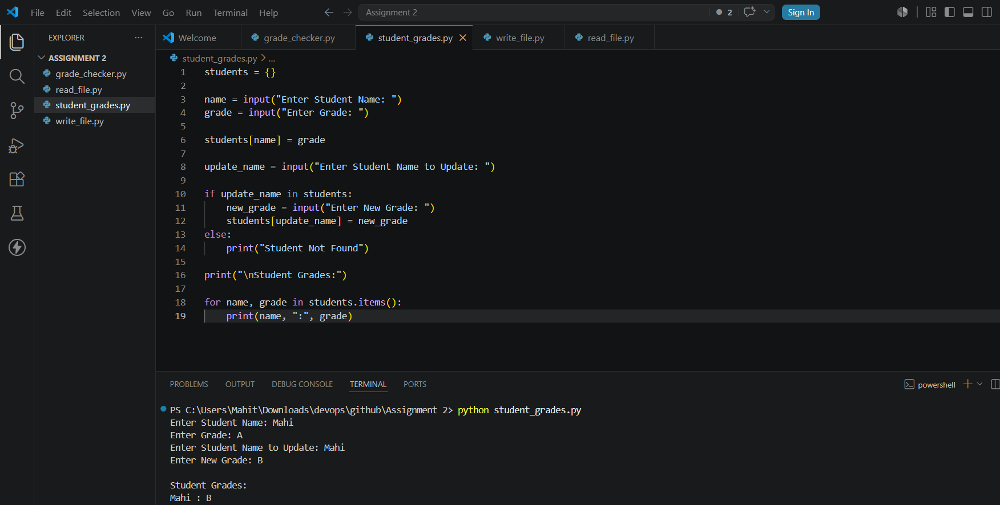 File Edit Selection View Go Run Terminal Help
Assignment 2
2
Sign In
EXPLORER
ASSIGNMENT 2
grade_checker.py
read_file.py
student_grades.py
write_file.py
Welcome
grade_checker.py
student_grades.py
write_file.py
read_file.py
student_grades.py > ...
1 students = {}
2
3 name = input("Enter Student Name: ")
4 grade = input("Enter Grade: ")
5
6 students[name] = grade
7
8 update_name = input("Enter Student Name to Update: ")
9
10 if update_name in students:
11     new_grade = input("Enter New Grade: ")
12     students[update_name] = new_grade
13 else:
14     print("Student Not Found")
15
16 print("\nStudent Grades:")
17
18 for name, grade in students.items():
19     print(name, ":", grade)
PROBLEMS OUTPUT DEBUG CONSOLE TERMINAL PORTS
powershell
PS C:\Users\Mahit\Downloads\devops\github\Assignment 2> python student_grades.py
Enter Student Name: Mahi
Enter Grade: A
Enter Student Name to Update: Mahi
Enter New Grade: B
Student Grades:
Mahi : B